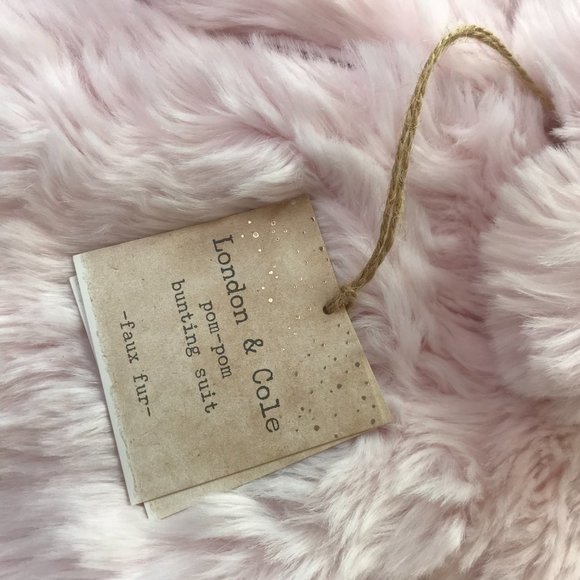 London & Cole
pom-pom
bunting suit
-faux fur-